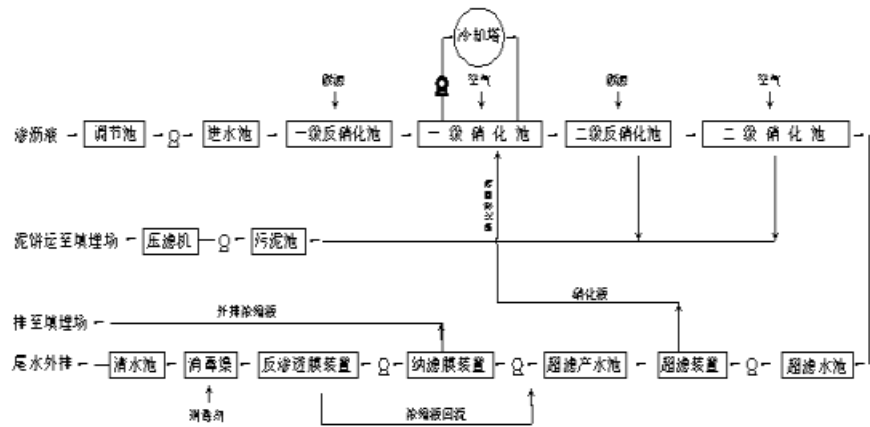 冷却塔
碳源
空气
碳源
空气
渗沥液
调节池
进水池
一级反硝化池
一级硝化池
二级反硝化池
二级硝化池
泥饼运至填埋场
压滤机
污泥池
硝化液
外排浓缩液
排至填埋场
尾水外排
清水池
消毒渠
反渗透膜装置
纳滤膜装置
超滤产水池
超滤装置
超滤水池
消毒剂
浓缩液回流